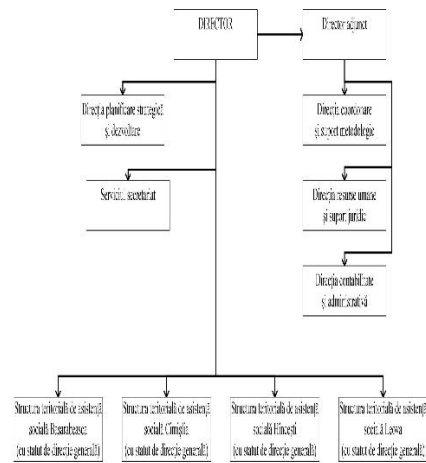 DIRECTOR
Director adjunct
Direcția planificare strategică
și dezvoltare
Direcția coordonare
și suport metodologic
Serviciul secretariat
Direcția resurse umane
și suport juridic
Direcția contabilitate
și administrativă
Structura teritorială de asistență
socială Basarabeasca
(cu statut de direcție generală)
Structura teritorială de asistență
socială Cimișlia
(cu statut de direcție generală)
Structura teritorială de asistență
socială Hîncești
(cu statut de direcție generală)
Structura teritorială de asistență
socială Leova
(cu statut de direcție generală)